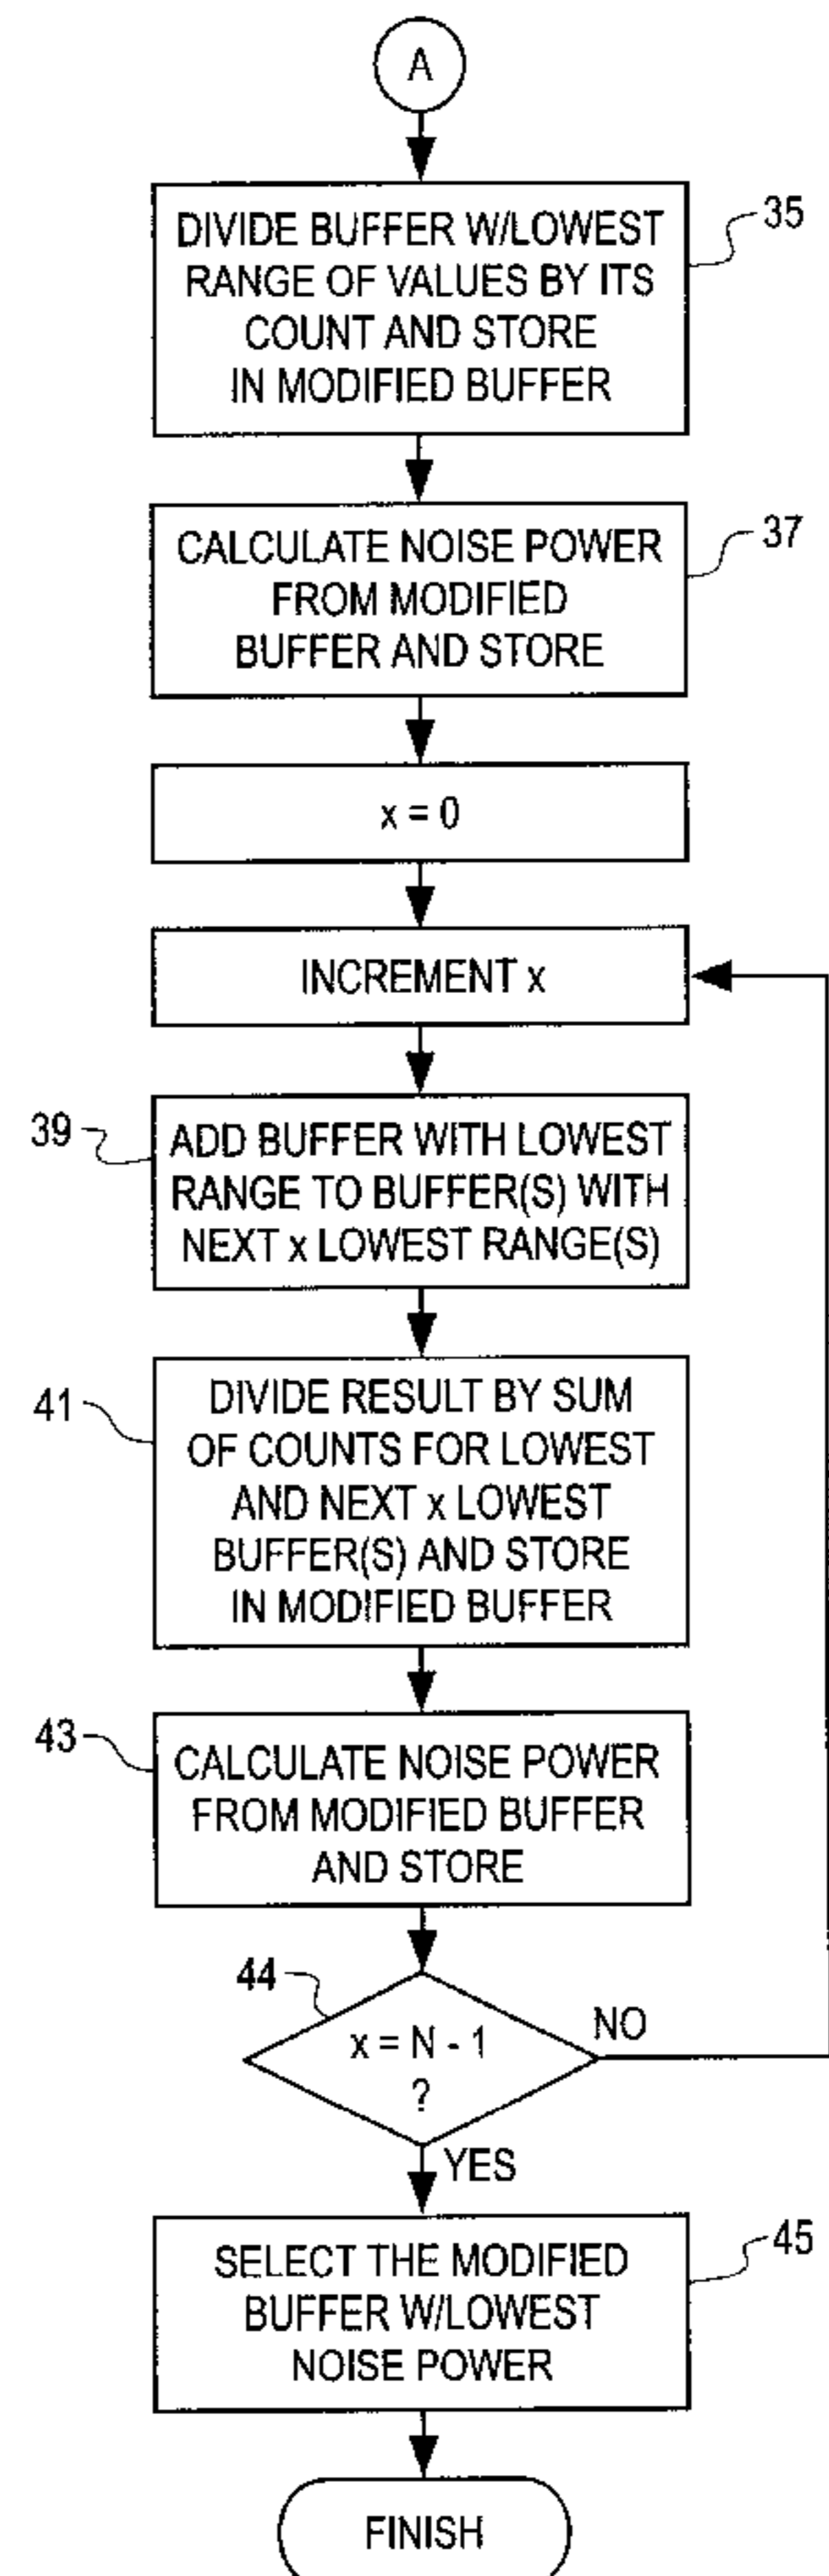 A
DIVIDE BUFFER W/LOWEST
RANGE OF VALUES BY ITS
COUNT AND STORE
IN MODIFIED BUFFER
35
CALCULATE NOISE POWER
FROM MODIFIED
BUFFER AND STORE
37
x = 0
INCREMENT x
39
ADD BUFFER WITH LOWEST
RANGE TO BUFFER(S) WITH
NEXT x LOWEST RANGE(S)
41
DIVIDE RESULT BY SUM
OF COUNTS FOR LOWEST
AND NEXT x LOWEST
BUFFER(S) AND STORE
IN MODIFIED BUFFER
43
CALCULATE NOISE POWER
FROM MODIFIED BUFFER
AND STORE
44
x = N - 1
?
NO
YES
SELECT THE MODIFIED
BUFFER W/LOWEST
NOISE POWER
45
FINISH